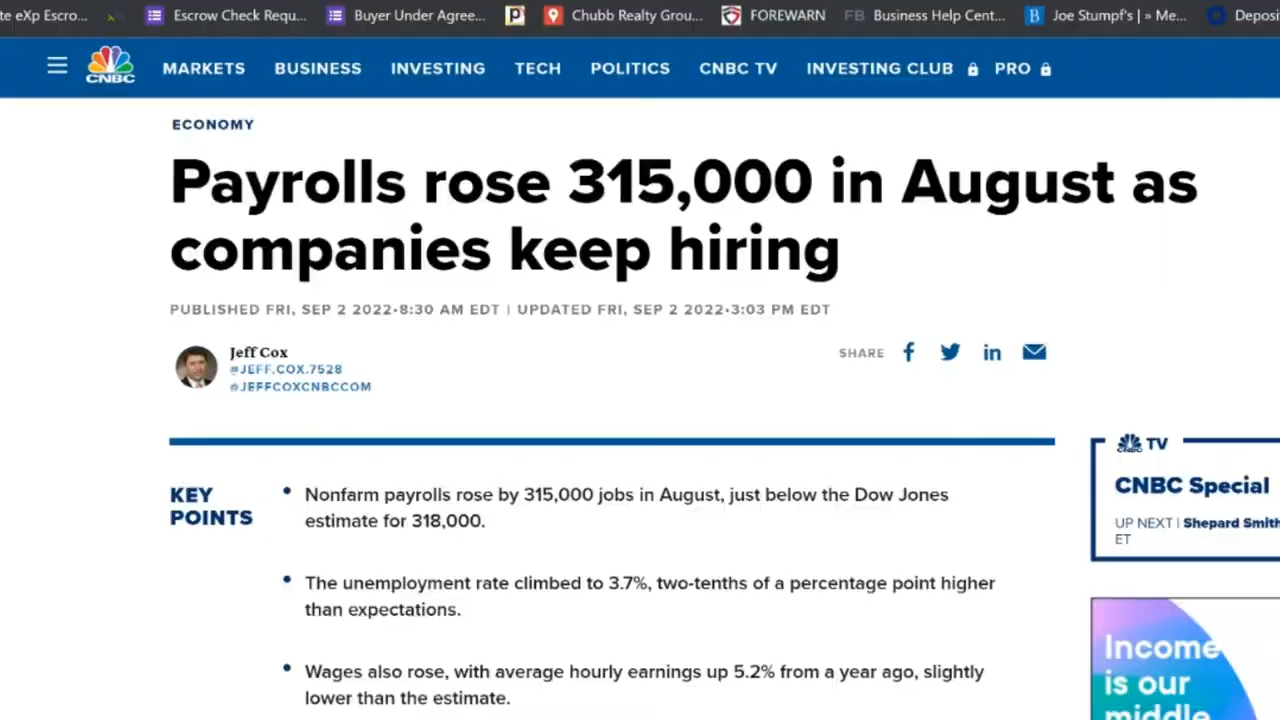 te eXp Escro...
Escrow Check Requ...
Buyer Under Agree...
Chubb Realty Grou...
FOREWARN
FB Business Help Cent...
Joe Stumpf's | » Me...
Deposi
CNBC
MARKETS BUSINESS INVESTING TECH POLITICS CNBC TV INVESTING CLUB PRO
ECONOMY
Payrolls rose 315,000 in August as
companies keep hiring
PUBLISHED FRI, SEP 2 2022•8:30 AM EDT | UPDATED FRI, SEP 2 2022•3:03 PM EDT
Jeff Cox
@JEFF.COX.7528
@JEFFCOXCNBCCOM
SHARE
KEY
POINTS
• Nonfarm payrolls rose by 315,000 jobs in August, just below the Dow Jones
estimate for 318,000.
• The unemployment rate climbed to 3.7%, two-tenths of a percentage point higher
than expectations.
• Wages also rose, with average hourly earnings up 5.2% from a year ago, slightly
lower than the estimate.
CNBC TV
CNBC Special
UP NEXT | Shepard Smith
ET
Income
is our
middle